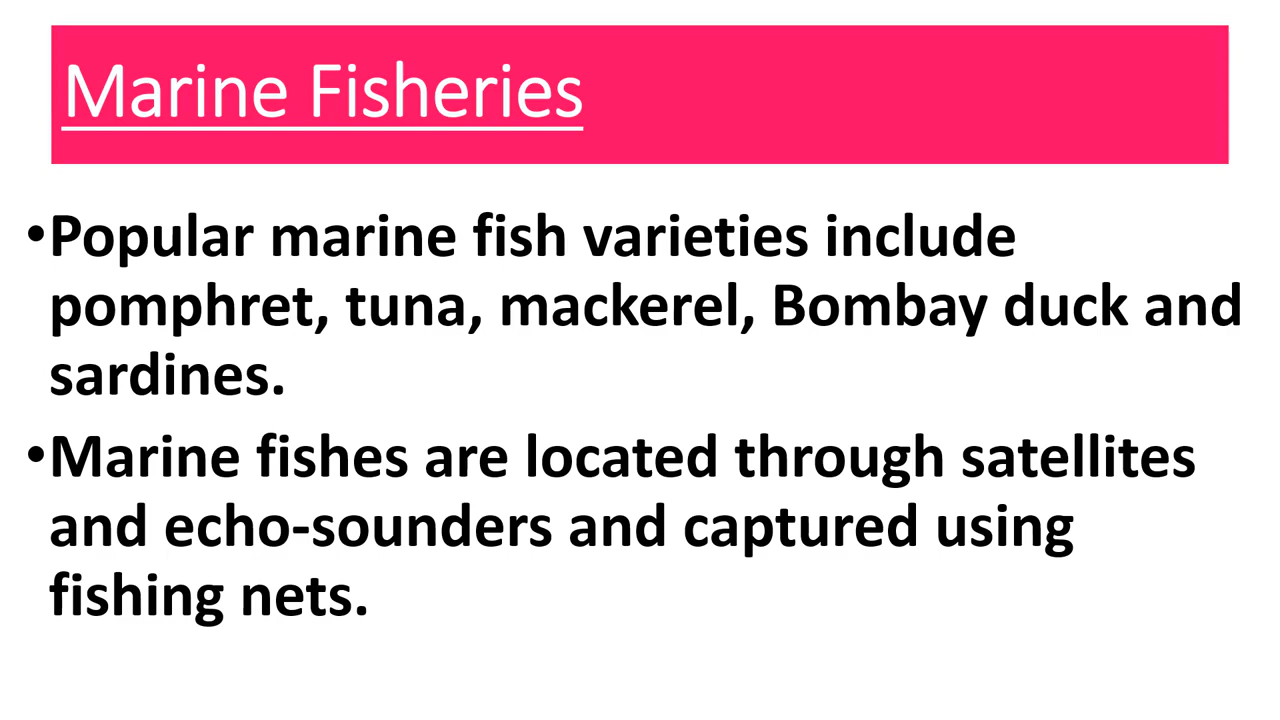 Marine Fisheries
•Popular marine fish varieties include
pomphret, tuna, mackerel, Bombay duck and
sardines.
•Marine fishes are located through satellites
and echo-sounders and captured using
fishing nets.